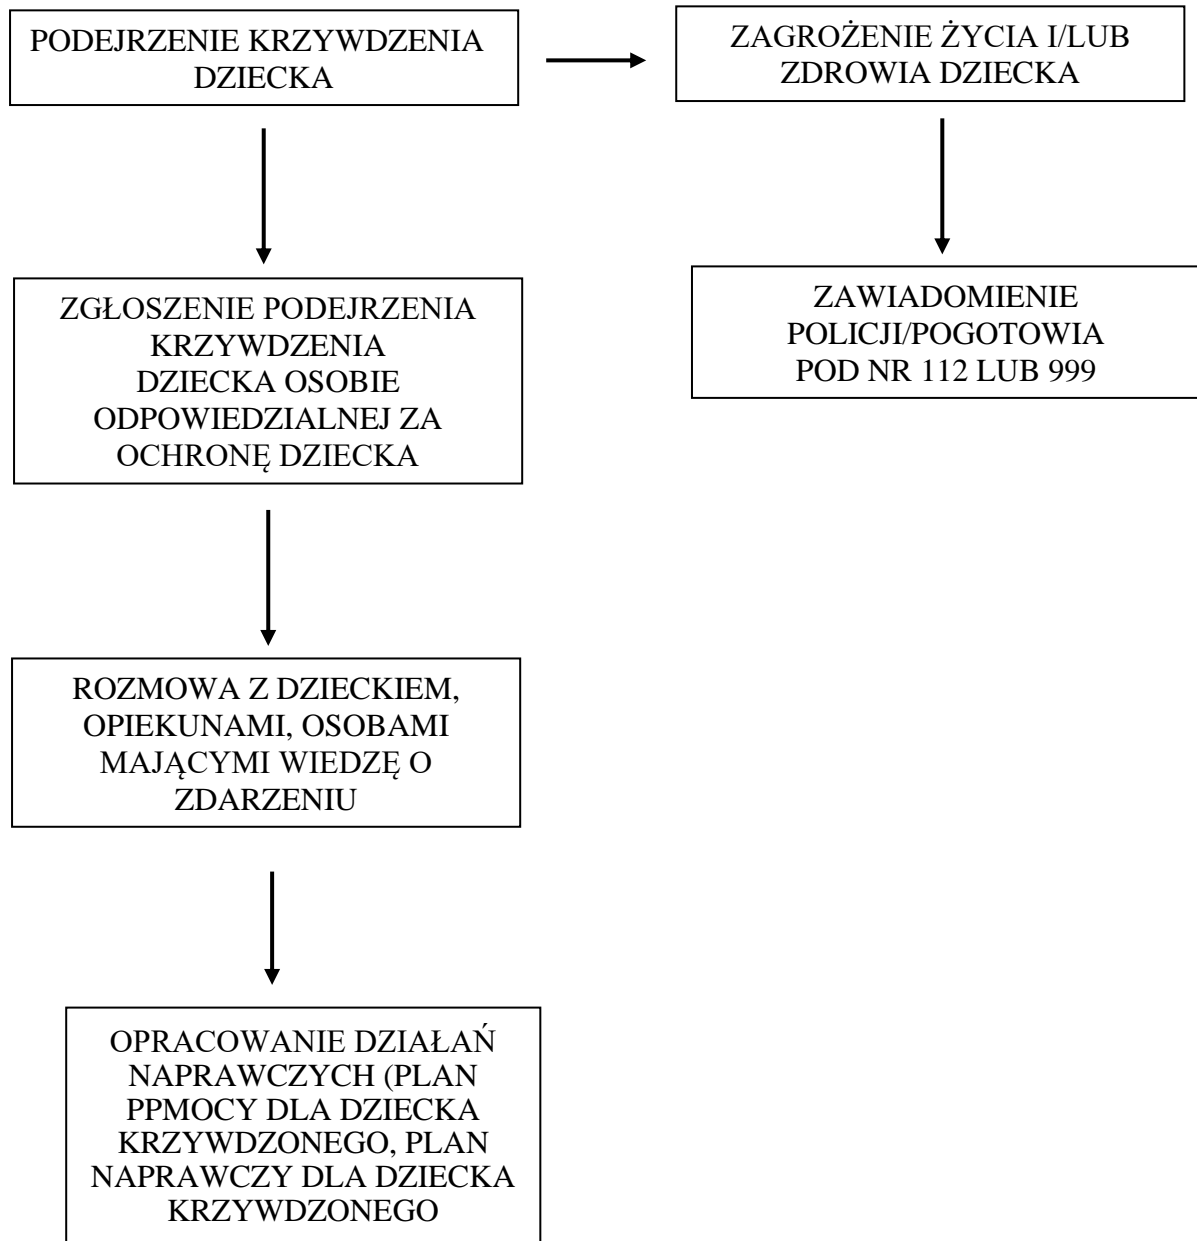 PODEJRZENIE KRZYWDZENIA
DZIECKA
ZAGROŻENIE ŻYCIA I/LUB
ZDROWIA DZIECKA
ZGŁOSZENIE PODEJRZENIA
KRZYWDZENIA
DZIECKA OSOBIE
ODPOWIEDZIALNEJ ZA
OCHRONĘ DZIECKA
ZAWIADOMIENIE
POLICJI/POGOTOWIA
POD NR 112 LUB 999
ROZMOWA Z DZIECKIEM,
OPIEKUNAMI, OSOBAMI
MAJĄCYMI WIEDZĘ O
ZDARZENIU
OPRACOWANIE DZIAŁAŃ
NAPRAWCZYCH (PLAN
PPMOCY DLA DZIECKA
KRZYWDZONEGO, PLAN
NAPRAWCZY DLA DZIECKA
KRZYWDZONEGO